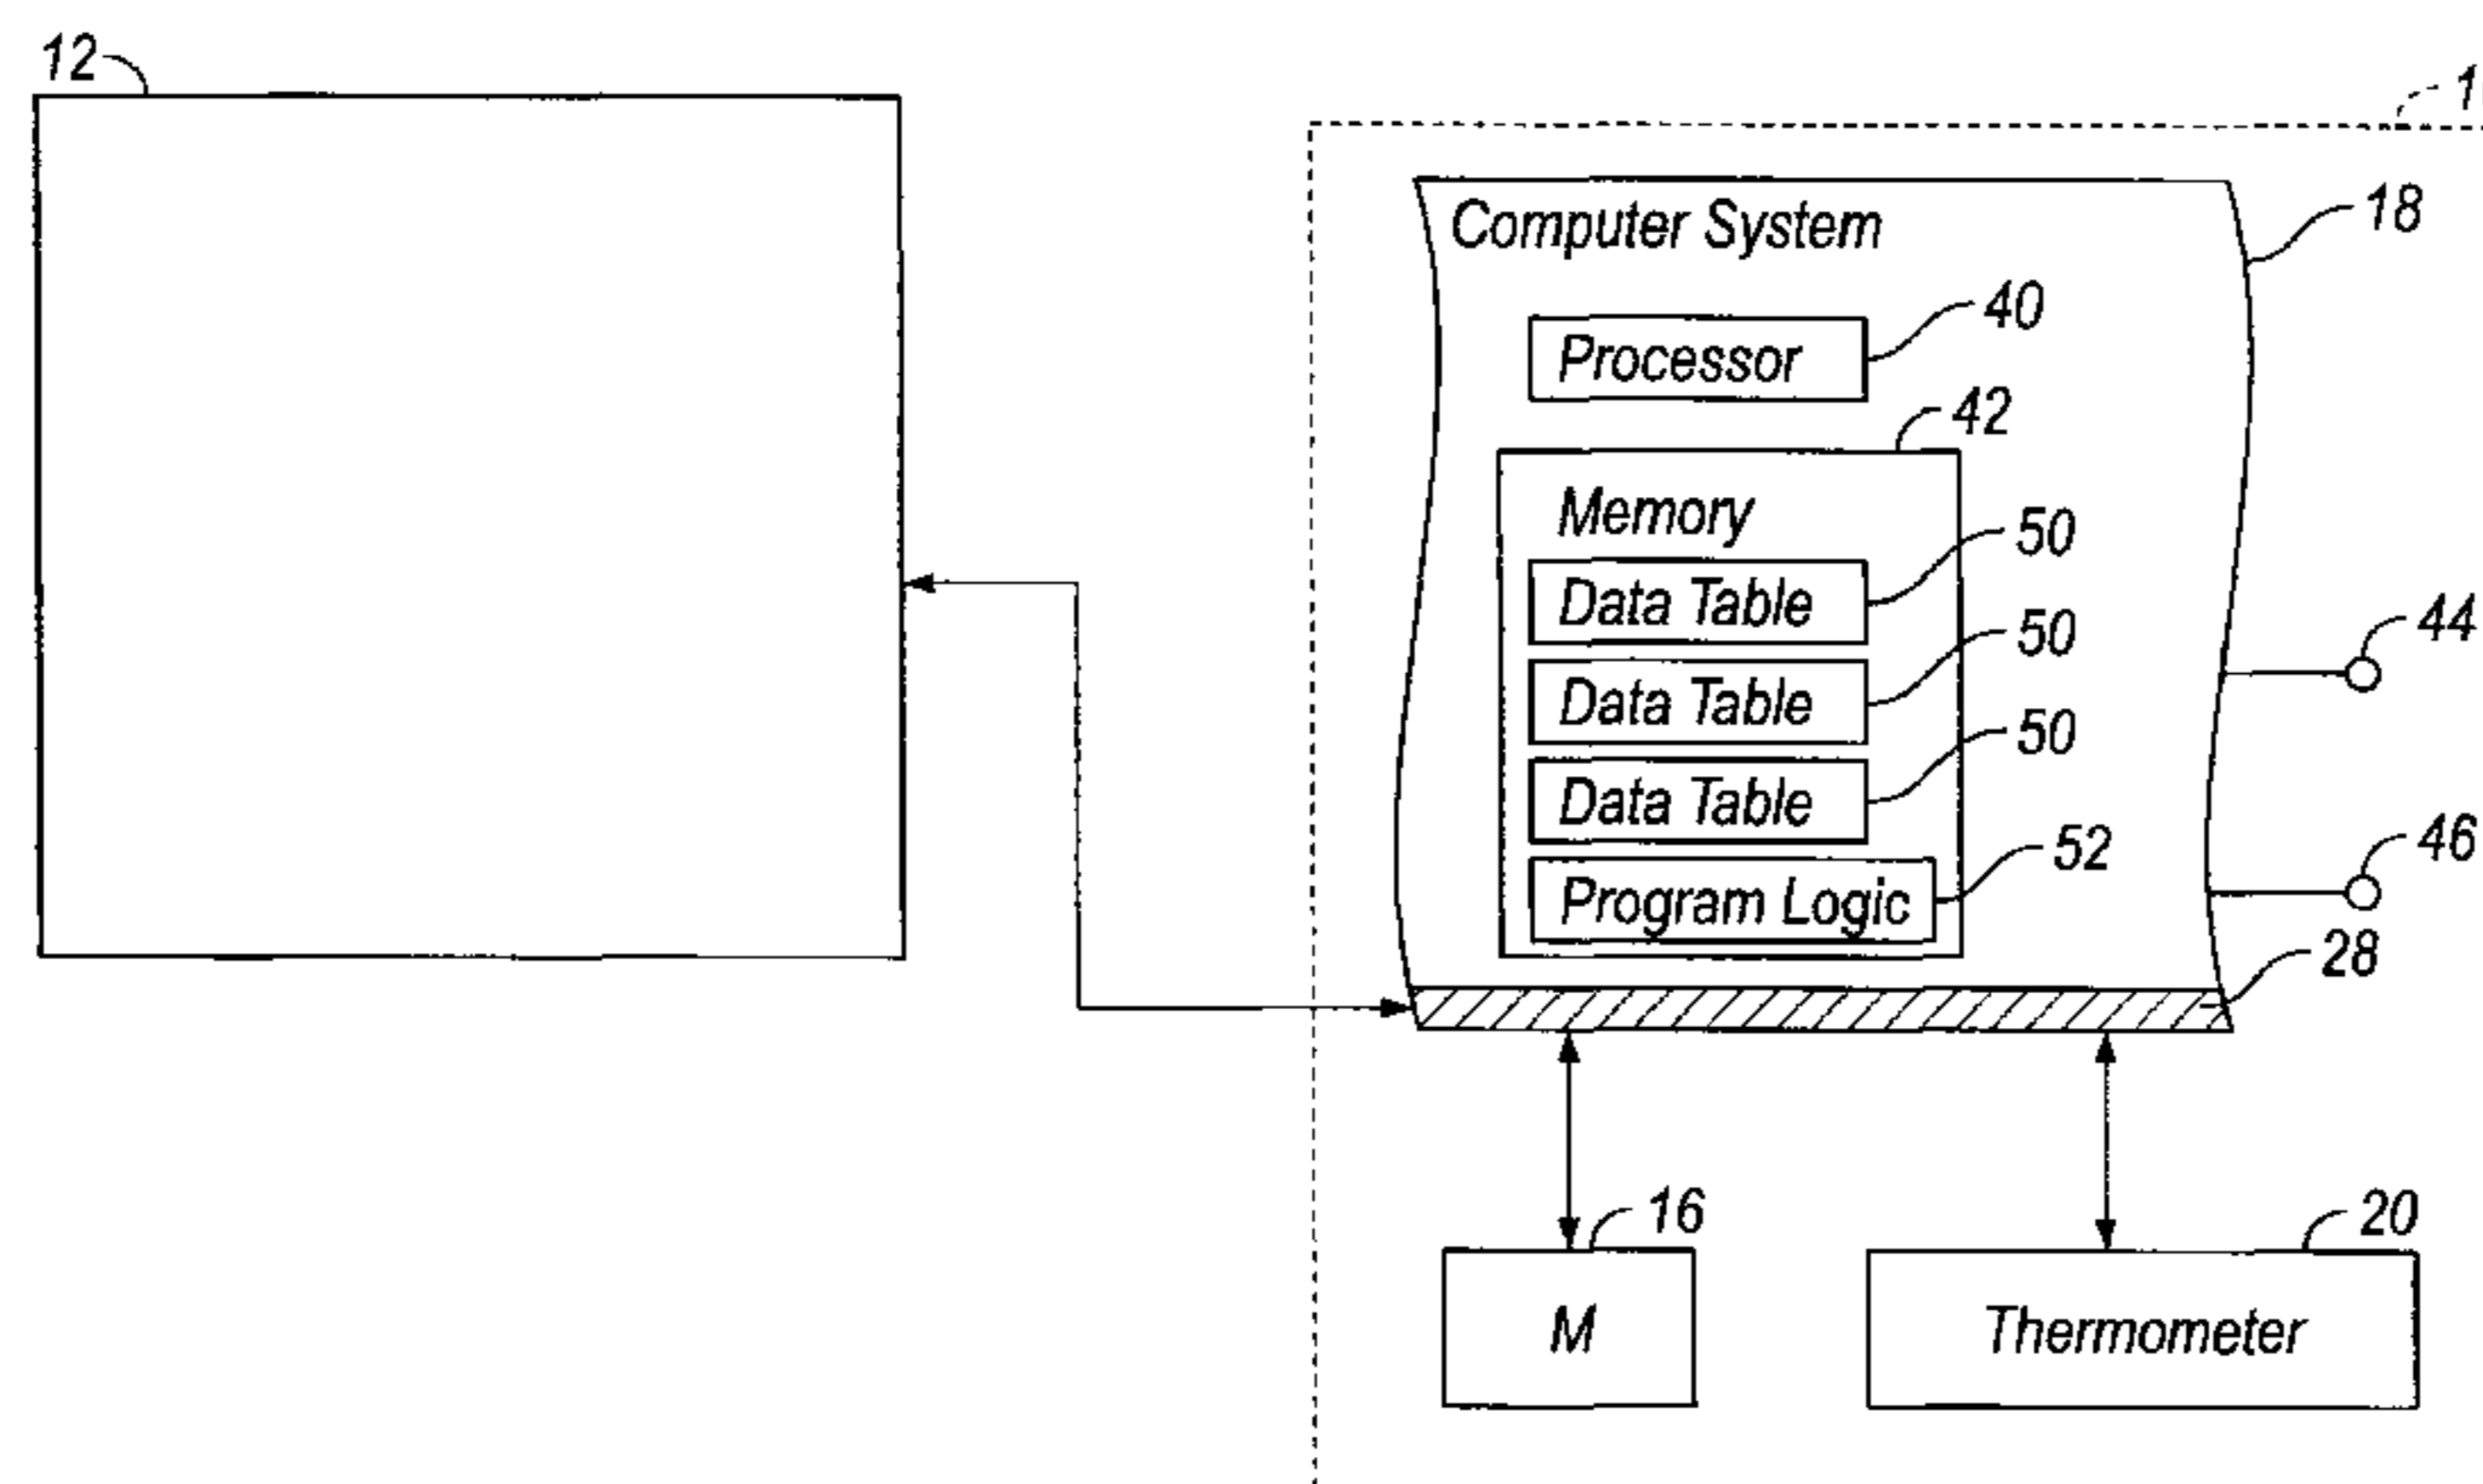 12
Computer System
18
Processor
40
42
Memory
Data Table
50
Data Table
50
44
Data Table
50
Program Logic
52
46
28
16
M
20
Thermometer